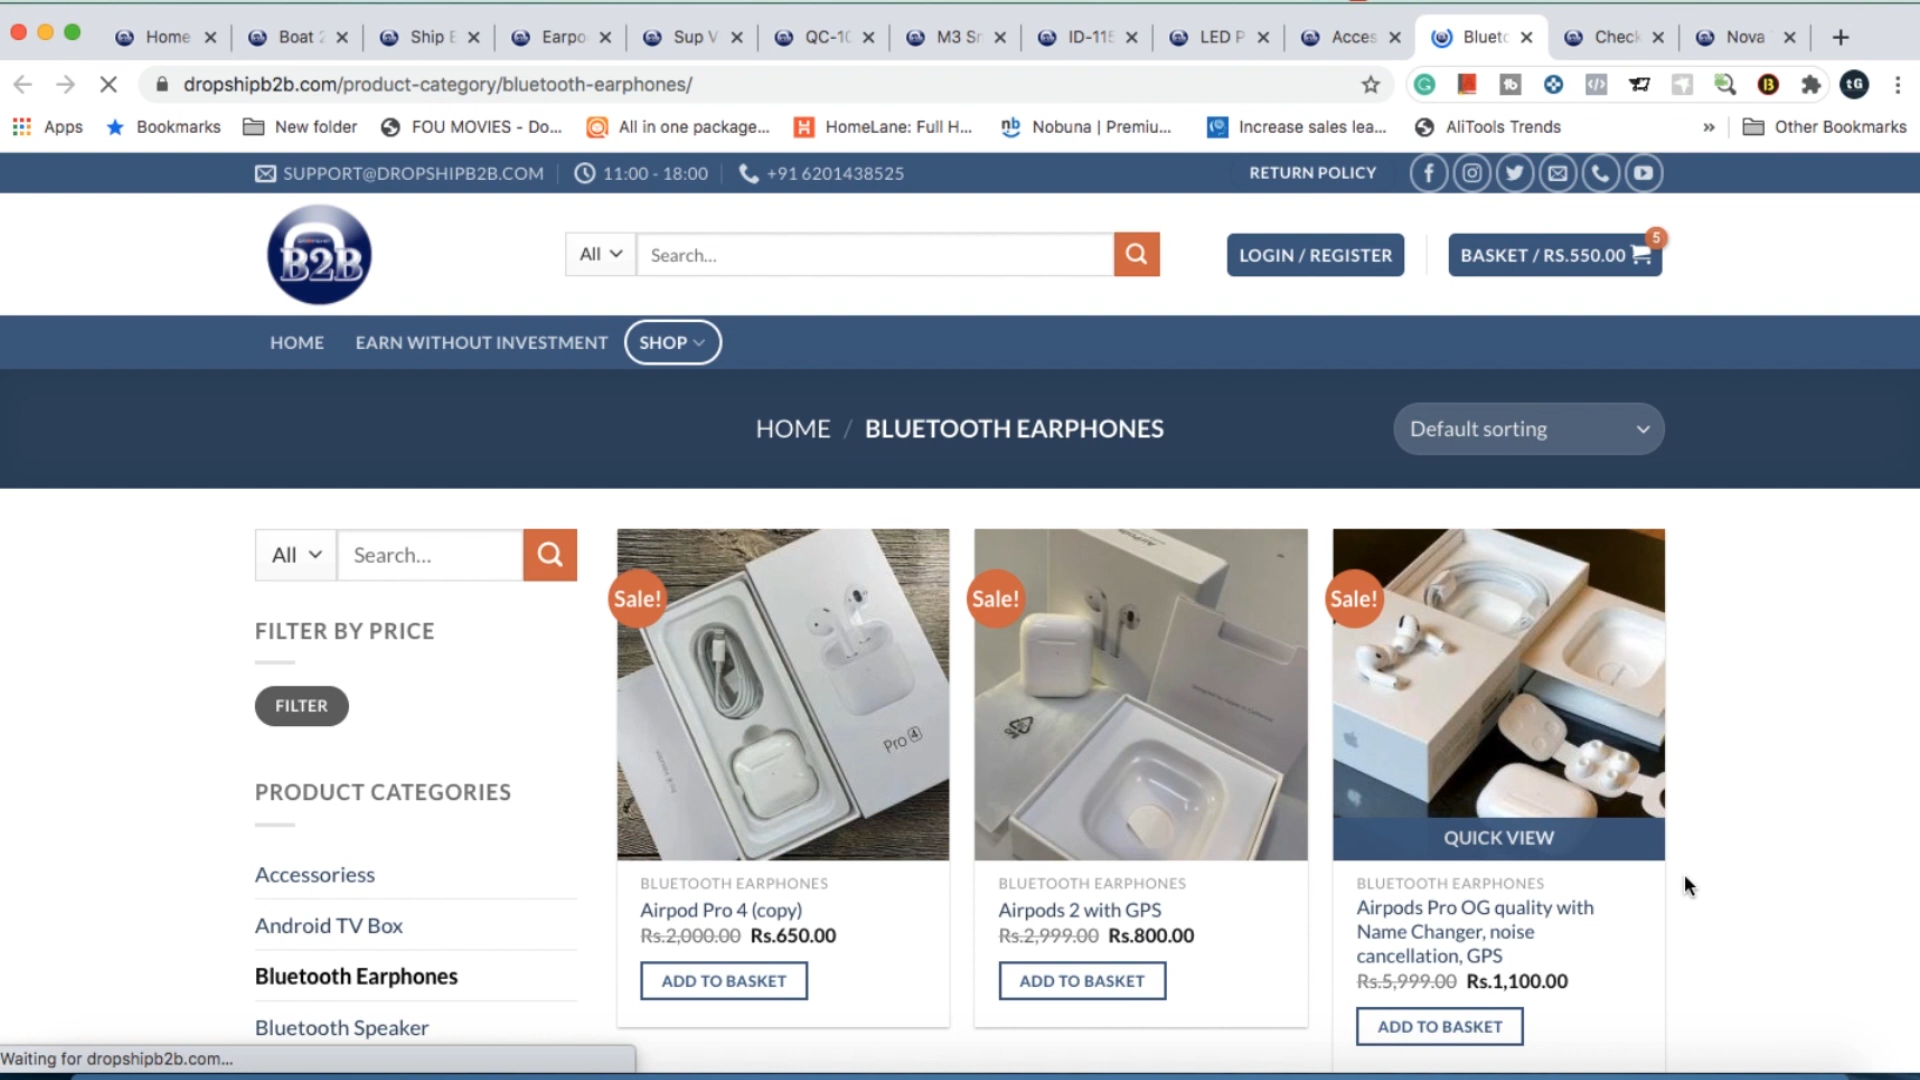 Home
Boat 2
Ship E
Earpo
Sup V
QC-10
M3 Sm
ID-115
LED P
Acces
Bluetc
Check
Nova
dropshipb2b.com/product-category/bluetooth-earphones/
Apps
Bookmarks
New folder
FOU MOVIES - Do...
All in one package...
HomeLane: Full H...
Nobuna | Premiu...
Increase sales lea...
AliTools Trends
»
Other Bookmarks
SUPPORT@DROPSHIPB2B.COM
11:00 - 18:00
+91 6201438525
RETURN POLICY
B2B
All
Search...
LOGIN / REGISTER
BASKET / RS.550.00
5
HOME
EARN WITHOUT INVESTMENT
SHOP
HOME / BLUETOOTH EARPHONES
Default sorting
All
Search...
FILTER BY PRICE
FILTER
PRODUCT CATEGORIES
Accessoriess
Android TV Box
Bluetooth Earphones
Bluetooth Speaker
Sale!
Pro 4
BLUETOOTH EARPHONES
Airpod Pro 4 (copy)
Rs.2,000.00 Rs.650.00
ADD TO BASKET
Sale!
BLUETOOTH EARPHONES
Airpods 2 with GPS
Rs.2,999.00 Rs.800.00
ADD TO BASKET
Sale!
QUICK VIEW
BLUETOOTH EARPHONES
Airpods Pro OG quality with
Name Changer, noise
cancellation, GPS
Rs.5,999.00 Rs.1,100.00
ADD TO BASKET
Waiting for dropshipb2b.com...